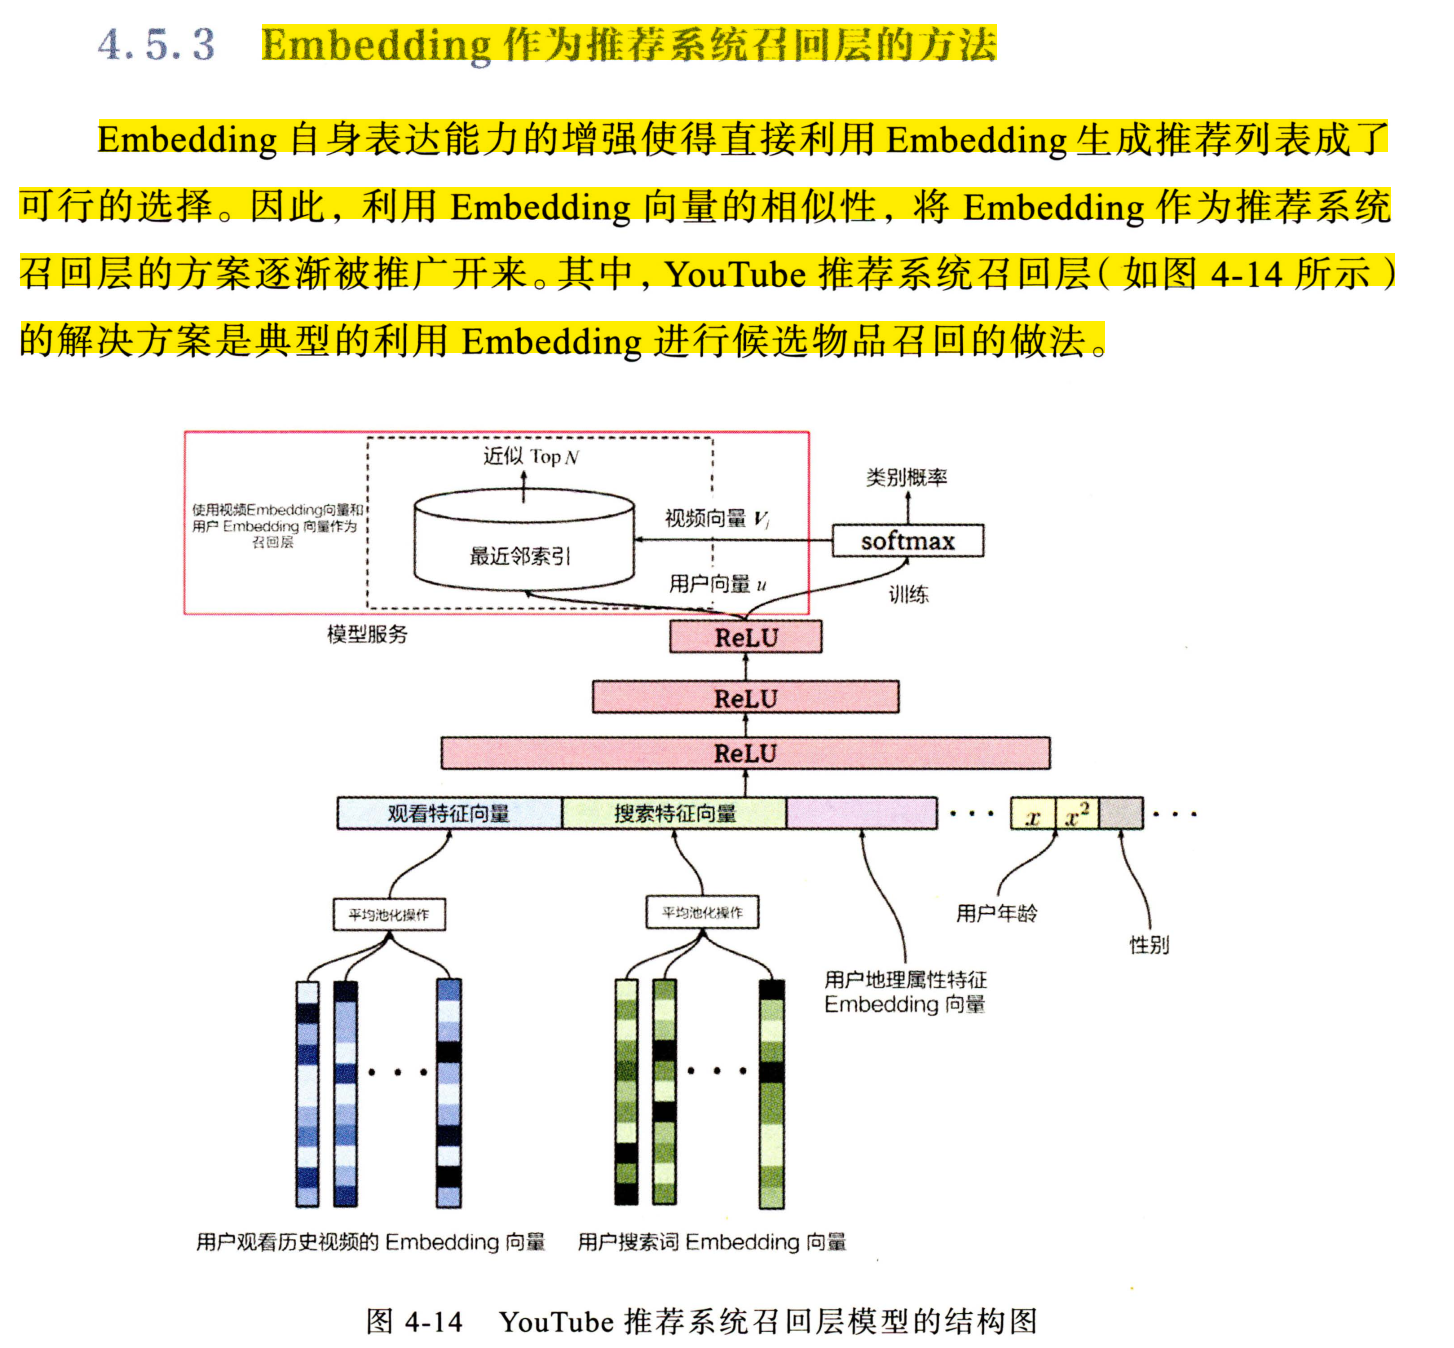 4.5.3 Embedding 作为推荐系统召回层的方法
Embedding 自身表达能力的增强使得直接利用 Embedding 生成推荐列表成了
可行的选择。因此，利用 Embedding 向量的相似性，将 Embedding 作为推荐系统
召回层的方案逐渐被推广开来。其中，YouTube 推荐系统召回层（如图 4-14 所示）
的解决方案是典型的利用 Embedding 进行候选物品召回的做法。
近似 Top N
类别概率
使用视频Embedding向量和
用户 Embedding 向量作为
召回层
视频向量 Vj
softmax
最近邻索引
用户向量 u
训练
模型服务
ReLU
ReLU
ReLU
观看特征向量
搜索特征向量
...
x
x²
...
平均池化操作
平均池化操作
用户年龄
性别
用户地理属性特征
Embedding 向量
...
...
用户观看历史视频的 Embedding 向量
用户搜索词 Embedding 向量
图 4-14 YouTube 推荐系统召回层模型的结构图